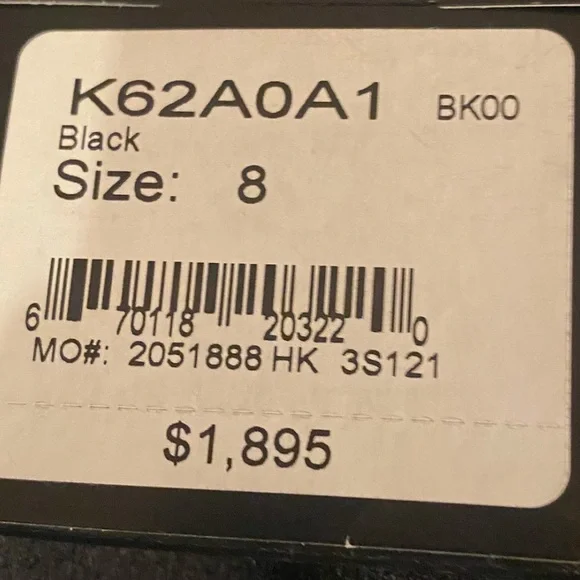 K62A0A1 BK00
Black
Size: 8
6 70118 20322 0
MO#: 2051888 HK 3S121
$1,895